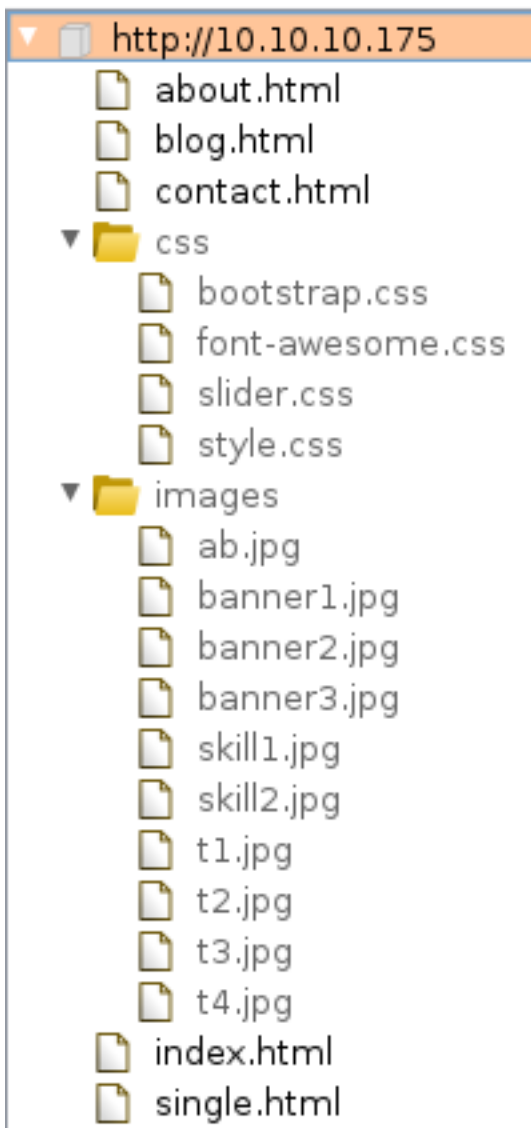 http://10.10.10.175
about.html
blog.html
contact.html
css
bootstrap.css
font-awesome.css
slider.css
style.css
images
ab.jpg
banner1.jpg
banner2.jpg
banner3.jpg
skill1.jpg
skill2.jpg
t1.jpg
t2.jpg
t3.jpg
t4.jpg
index.html
single.html